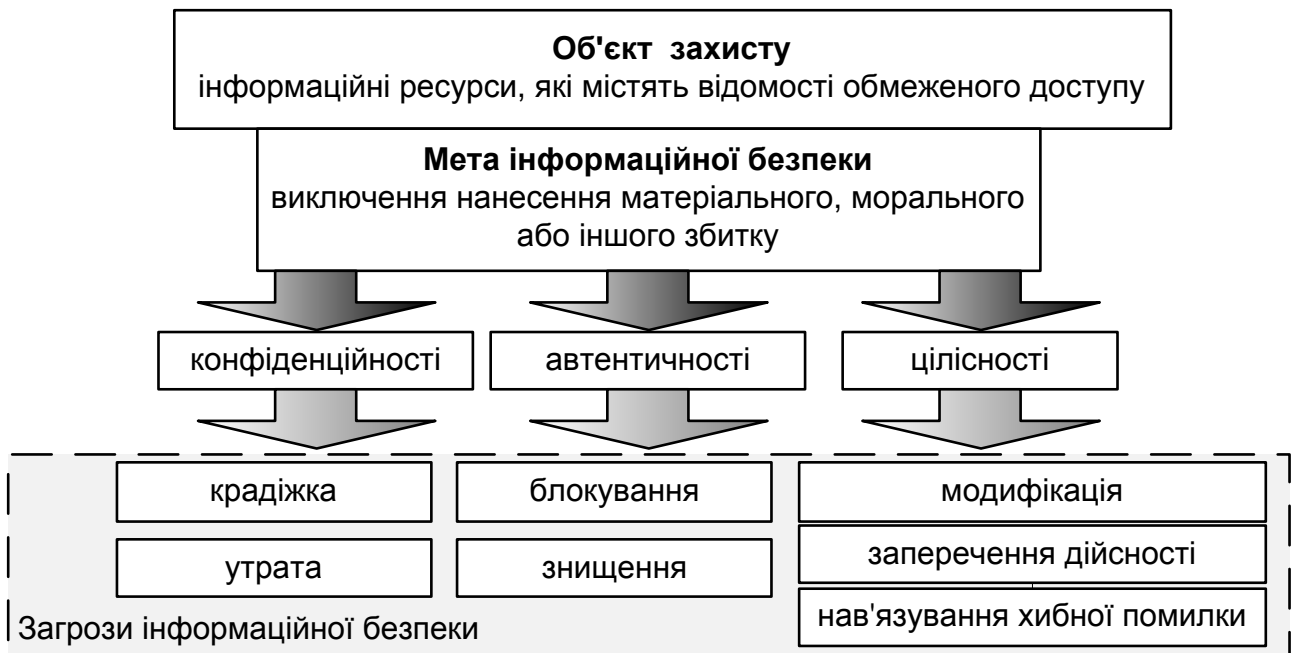 Об'єкт захисту
інформаційні ресурси, які містять відомості обмеженого доступу
Мета інформаційної безпеки
виключення нанесення матеріального, морального
або іншого збитку
конфіденційності
автентичності
цілісності
крадіжка
блокування
модифікація
утрата
знищення
заперечення дійсності
нав'язування хибної помилки
Загрози інформаційної безпеки